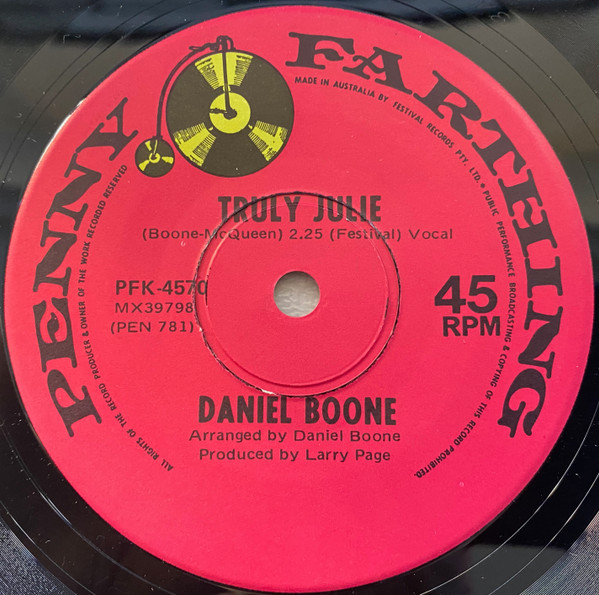 PENNY FARTHING
MADE IN AUSTRALIA BY FESTIVAL RECORDS PTY. LTD. • PUBLIC PERFORMANCE BROADCASTING & COPYING OF THIS RECORD PROHIBITED.
ALL RIGHTS OF THE RECORD PRODUCER & OWNER OF THE WORK RECORDED RESERVED
TRULY JULIE
(Boone-McQueen) 2.25 (Festival) Vocal
PFK-4570
MX39798
(PEN 781)
45
RPM
DANIEL BOONE
Arranged by Daniel Boone
Produced by Larry Page